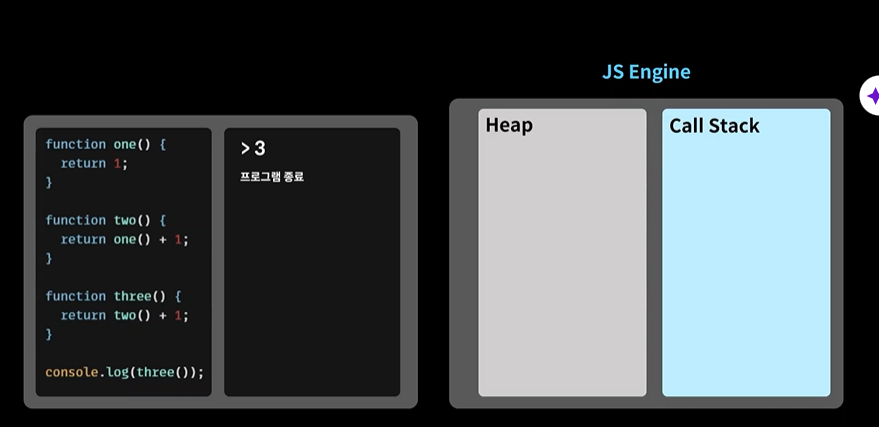 JS Engine
function one() {
  return 1;
}
function two() {
  return one() + 1;
}
function three() {
  return two() + 1;
}
console.log(three());
> 3
프로그램 종료
Heap
Call Stack